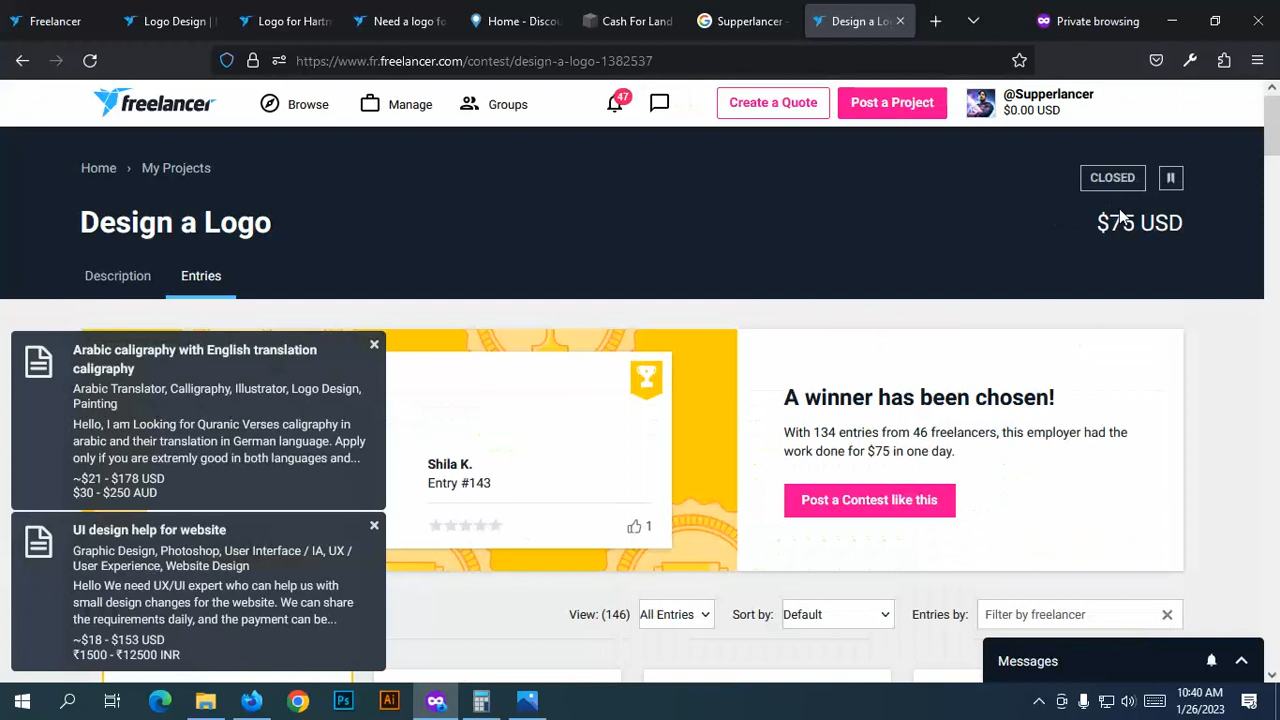 Freelancer
Logo Design |
Logo for Hartm
Need a logo fo
Home - Discou
Cash For Land
Supperlancer -
Design a Lo
Private browsing
https://www.fr.freelancer.com/contest/design-a-logo-1382537
freelancer
Browse
Manage
Groups
47
Create a Quote
Post a Project
@Supperlancer
$0.00 USD
Home › My Projects
CLOSED
Design a Logo
$75 USD
Description
Entries
Arabic caligraphy with English translation
caligraphy
Arabic Translator, Calligraphy, Illustrator, Logo Design,
Painting
Hello, I am Looking for Quranic Verses caligraphy in
arabic and their translation in German language. Apply
only if you are extremly good in both languages and...
~$21 - $178 USD
$30 - $250 AUD
UI design help for website
Graphic Design, Photoshop, User Interface / IA, UX /
User Experience, Website Design
Hello We need UX/UI expert who can help us with
small design changes for the website. We can share
the requirements daily, and the payment can be...
~$18 - $153 USD
₹1500 - ₹12500 INR
Shila K.
Entry #143
1
A winner has been chosen!
With 134 entries from 46 freelancers, this employer had the
work done for $75 in one day.
Post a Contest like this
View: (146)
All Entries
Sort by:
Default
Entries by:
Filter by freelancer
Messages
Ps
Ai
10:40 AM
1/26/2023